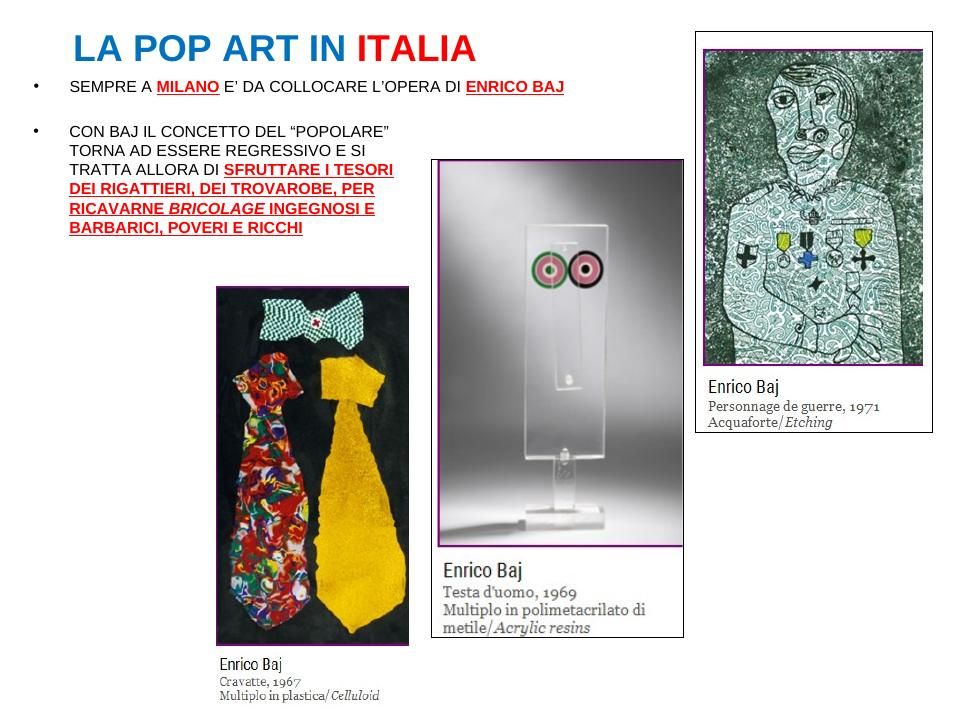 LA POP ART IN ITALIA
• SEMPRE A MILANO E’ DA COLLOCARE L’OPERA DI ENRICO BAJ
• CON BAJ IL CONCETTO DEL “POPOLARE”
TORNA AD ESSERE REGRESSIVO E SI
TRATTA ALLORA DI SFRUTTARE I TESORI
DEI RIGATTIERI, DEI TROVAROBE, PER
RICAVARNE BRICOLAGE INGEGNOSI E
BARBARICI, POVERI E RICCHI
Enrico Baj
Cravatte, 1967
Multiplo in plastica/Celluloid
Enrico Baj
Testa d'uomo, 1969
Multiplo in polimetacrilato di
metile/Acrylic resins
Enrico Baj
Personnage de guerre, 1971
Acquaforte/Etching